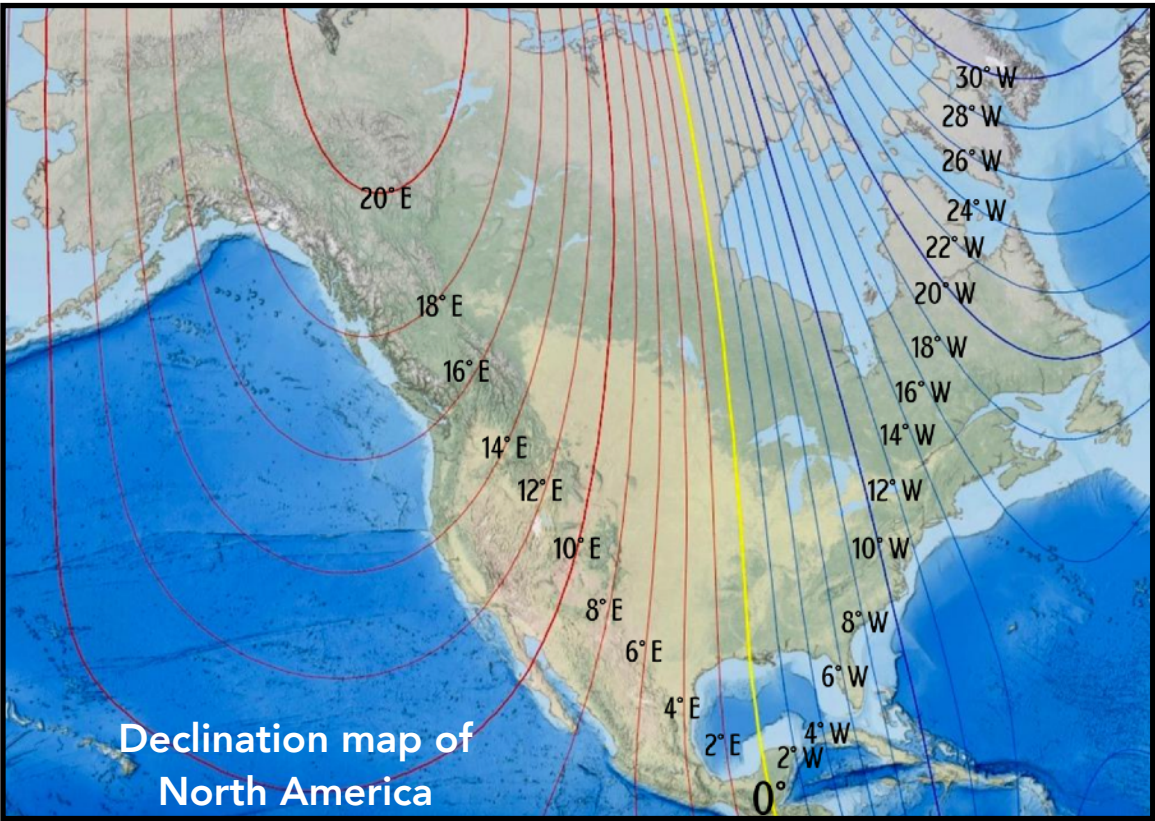 30° W
28° W
26° W
20° E
24° W
22° W
20° W
18° E
18° W
16° E
16° W
14° W
14° E
12° E
12° W
10° E
10° W
8° E
8° W
6° E
6° W
4° E
4° W
2° E
2° W
0°
Declination map of
North America